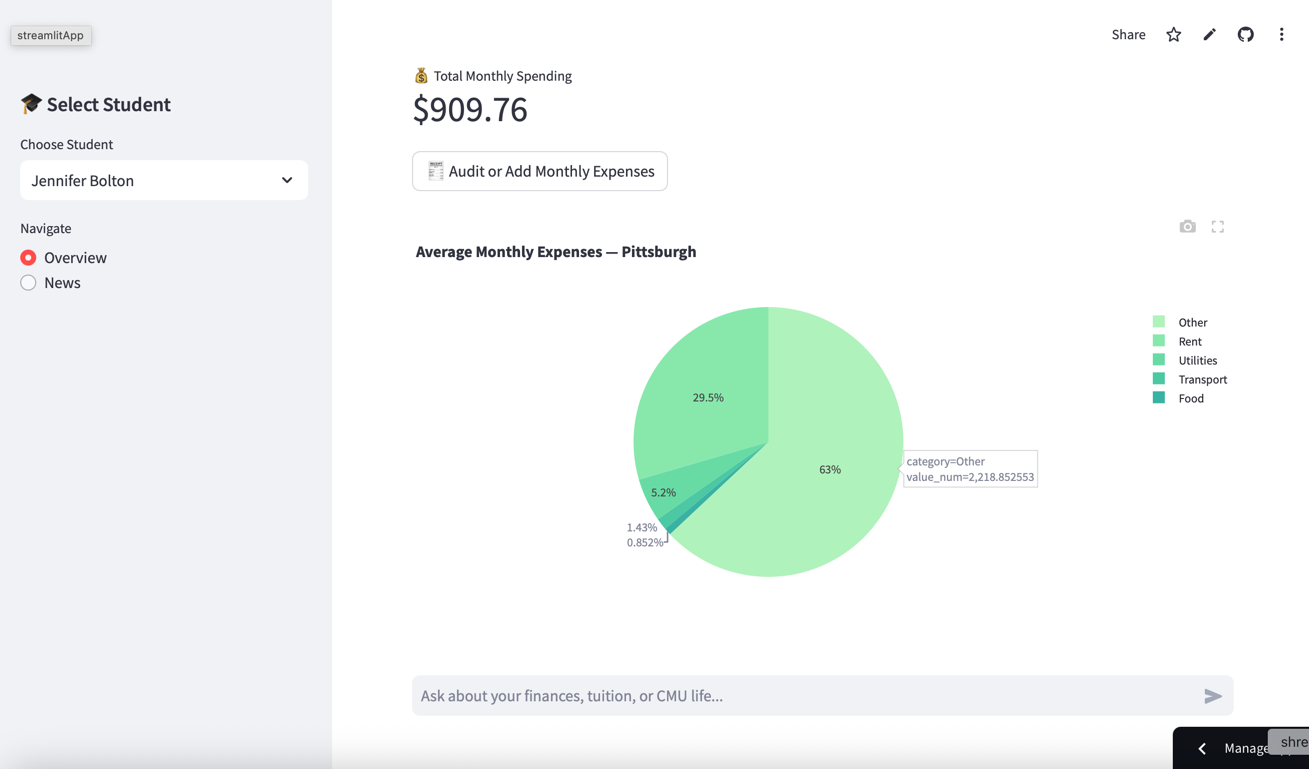 streamlitApp
Share
🎓 Select Student
Choose Student
Jennifer Bolton
Navigate
Overview
News
💰 Total Monthly Spending
$909.76
🧾 Audit or Add Monthly Expenses
Average Monthly Expenses — Pittsburgh
Other
Rent
Utilities
Transport
Food
29.5%
63%
category=Other
value_num=2,218.852553
5.2%
1.43%
0.852%
Ask about your finances, tuition, or CMU life...
Manage
shre